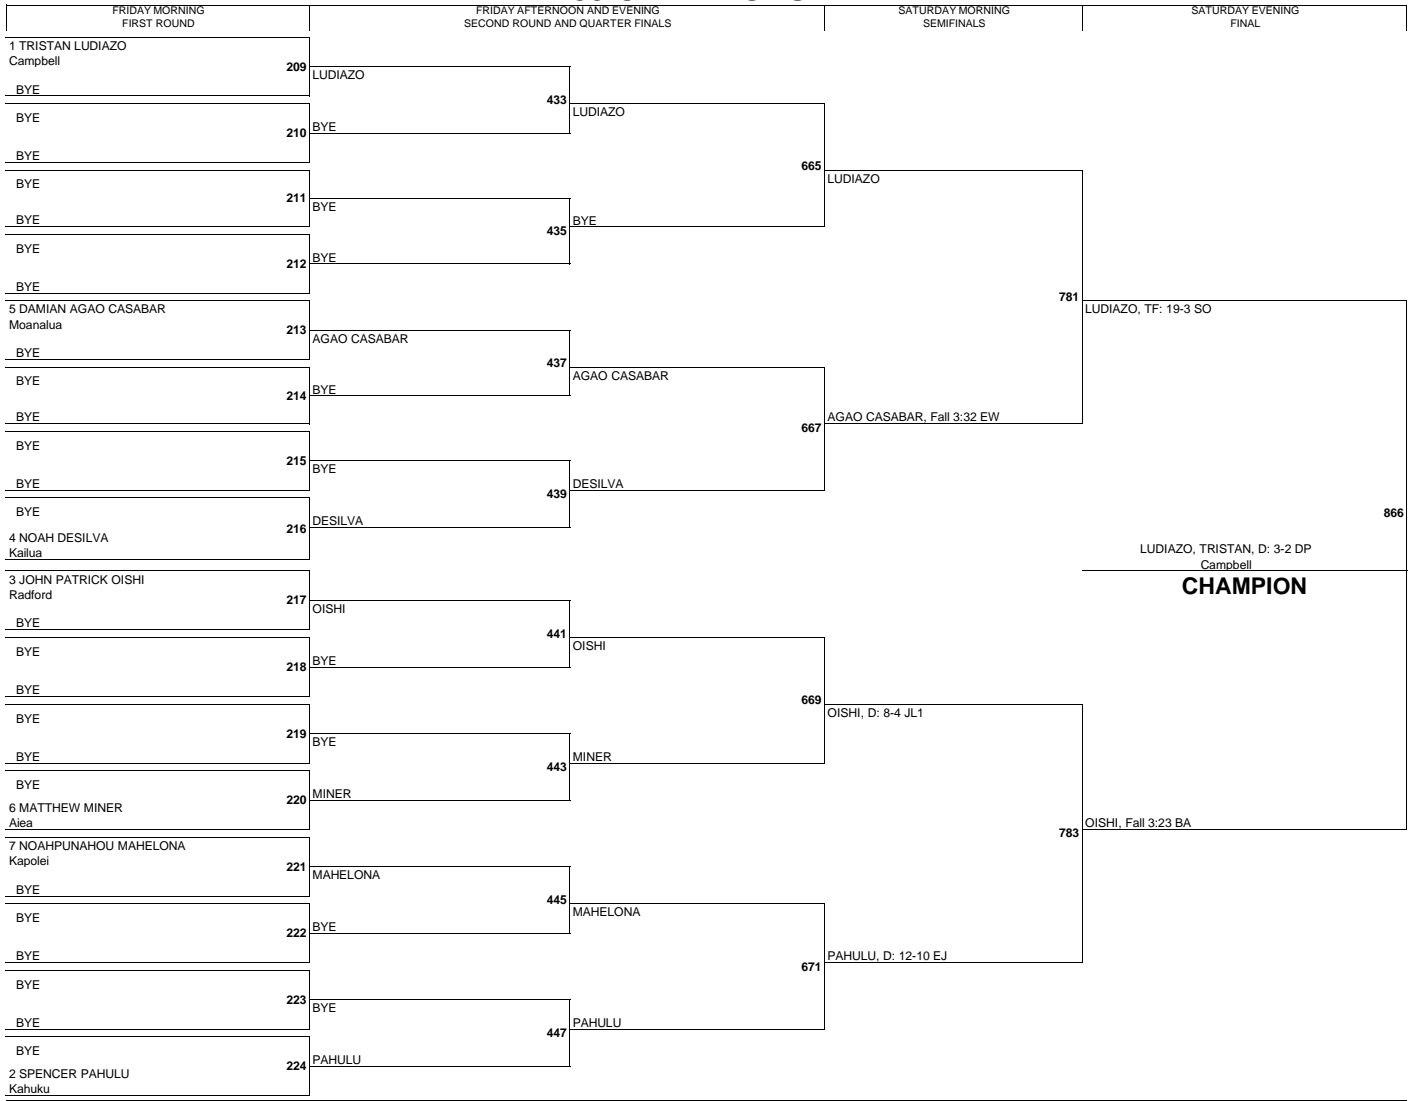 FRIDAY MORNING
FIRST ROUND
FRIDAY AFTERNOON AND EVENING
SECOND ROUND AND QUARTER FINALS
SATURDAY MORNING
SEMIFINALS
SATURDAY EVENING
FINAL
1 TRISTAN LUDIAZO
Campbell
209
BYE
LUDIAZO
433
BYE
210
BYE
BYE
LUDIAZO
665
BYE
211
BYE
BYE
435
BYE
BYE
212
BYE
BYE
LUDIAZO
781
5 DAMIAN AGAO CASABAR
Moanalua
213
BYE
AGAO CASABAR
437
BYE
214
BYE
BYE
AGAO CASABAR
667
BYE
215
BYE
BYE
439
DESILVA
BYE
216
4 NOAH DESILVA
Kailua
DESILVA
AGAO CASABAR, Fall 3:32 EW
LUDIAZO, TF: 19-3 SO
866
LUDIAZO, TRISTAN, D: 3-2 DP
Campbell
CHAMPION
3 JOHN PATRICK OISHI
Radford
217
BYE
OISHI
441
BYE
218
BYE
BYE
OISHI
669
BYE
219
BYE
BYE
443
MINER
BYE
220
6 MATTHEW MINER
Aiea
MINER
OISHI, D: 8-4 JL1
783
OISHI, Fall 3:23 BA
7 NOAHPUNAHOU MAHELONA
Kapolei
221
BYE
MAHELONA
445
BYE
222
BYE
BYE
MAHELONA
671
PAHULU, D: 12-10 EJ
BYE
223
BYE
BYE
447
PAHULU
BYE
224
2 SPENCER PAHULU
Kahuku
PAHULU